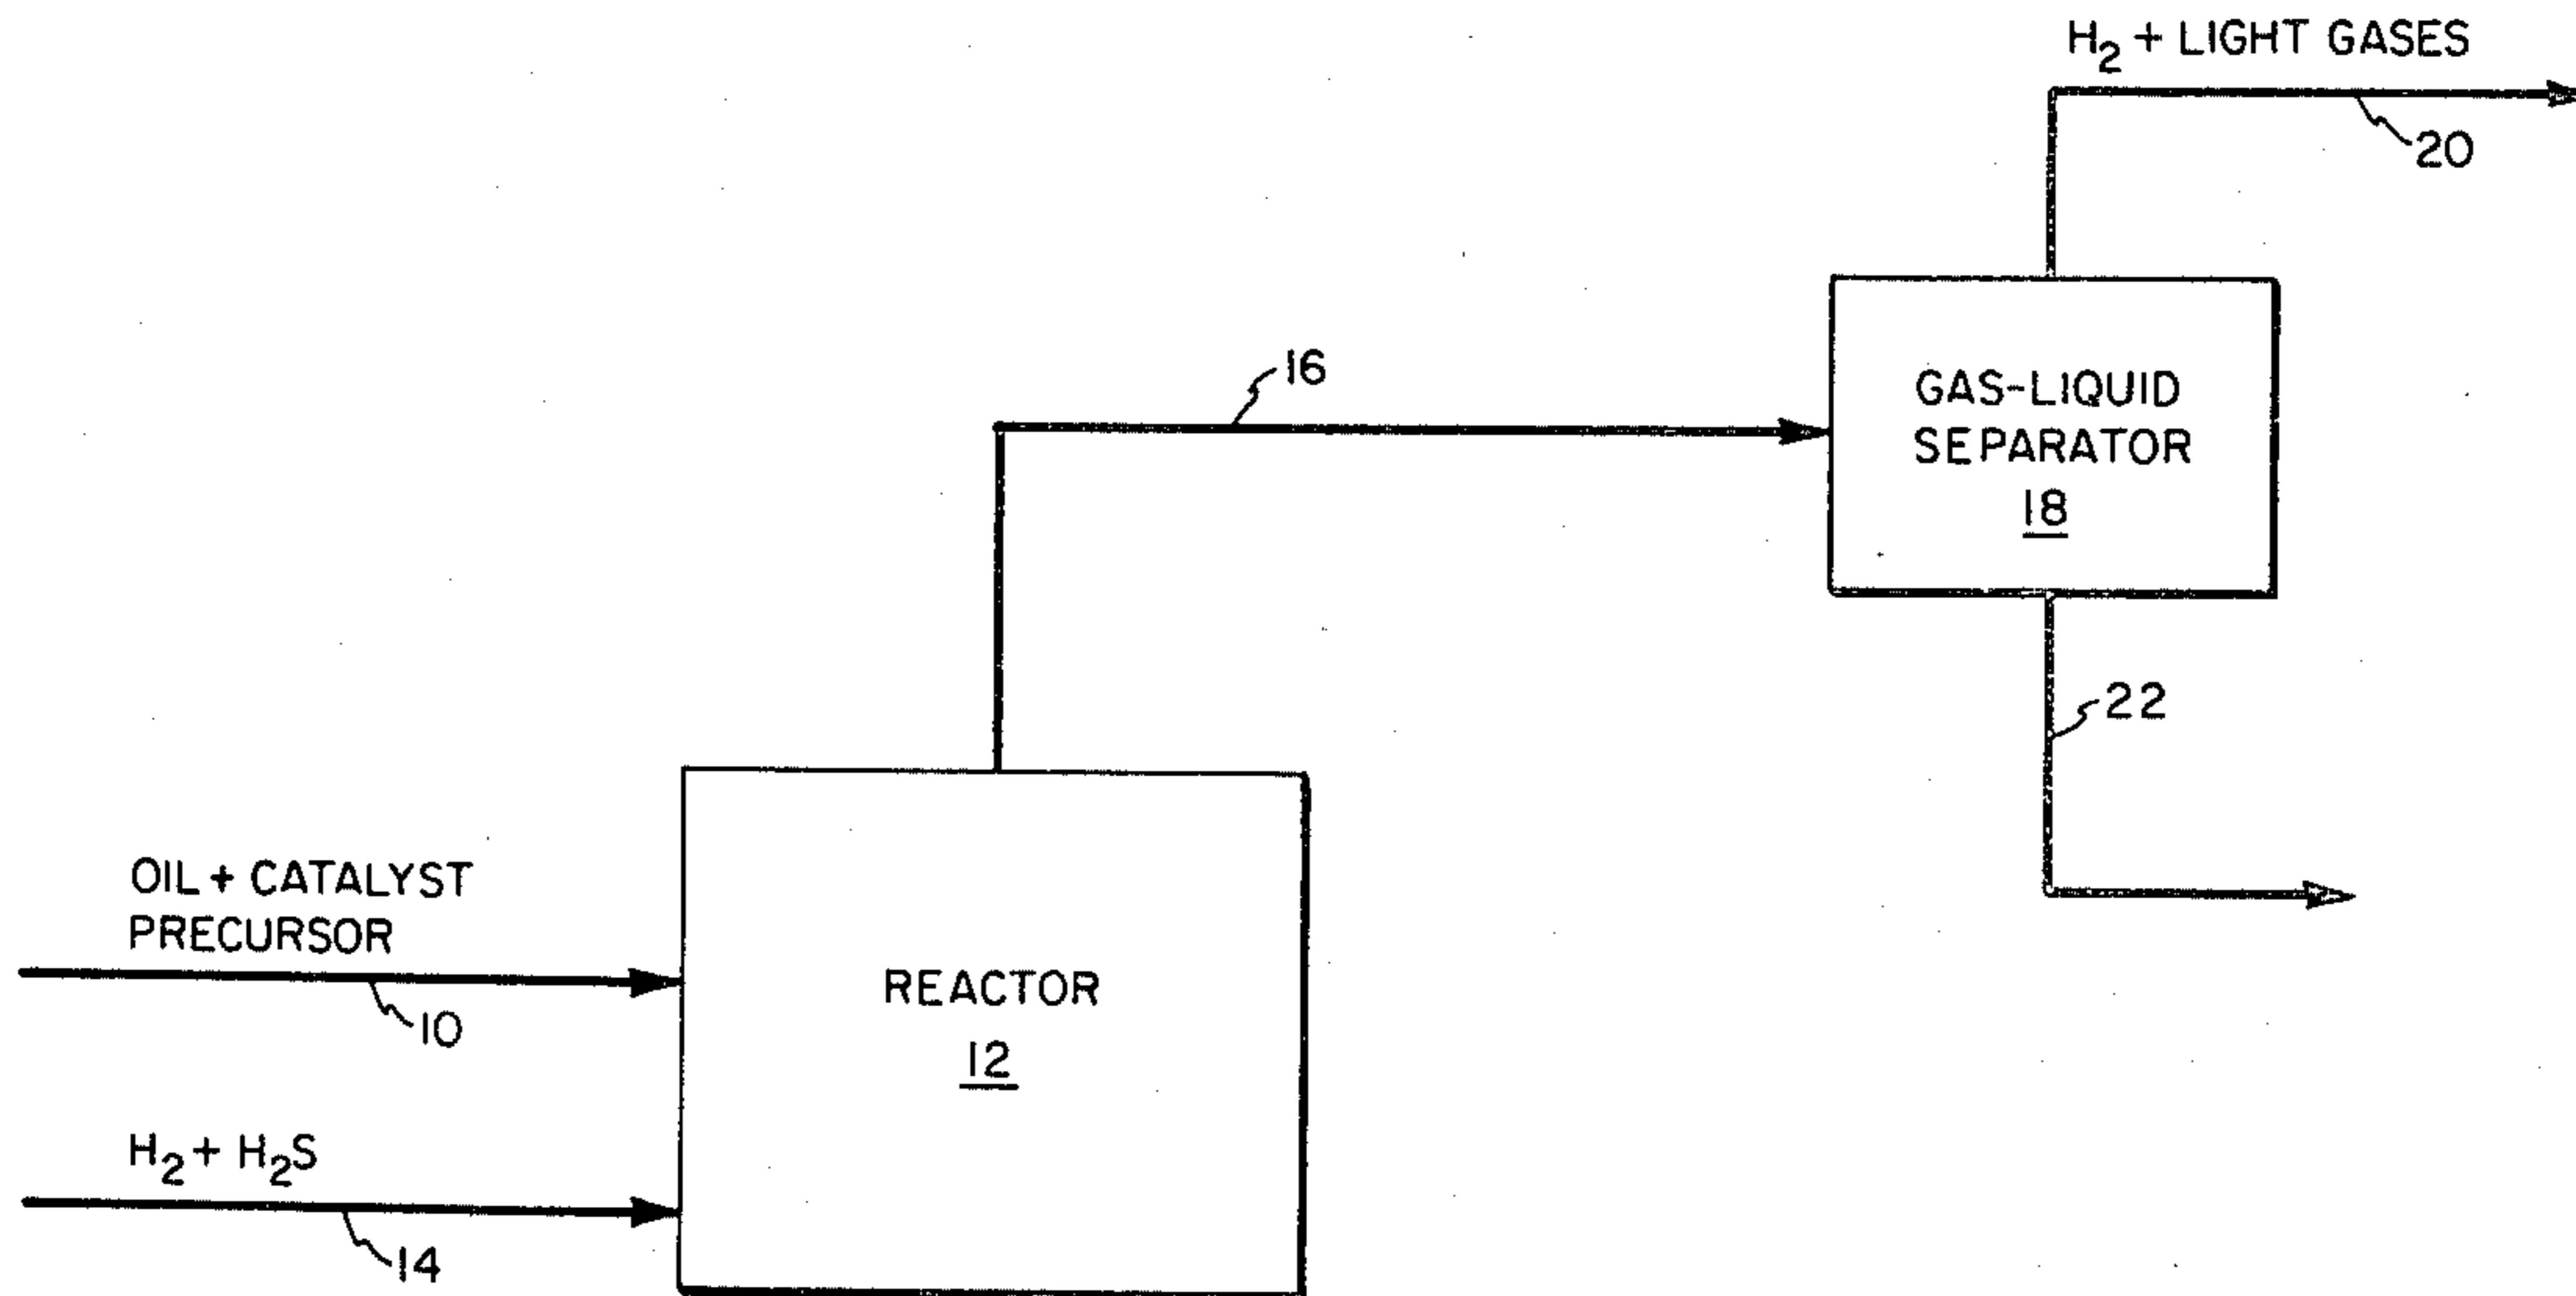 H₂ + LIGHT GASES
20
16
GAS-LIQUID
SEPARATOR
18
22
OIL + CATALYST
PRECURSOR
10
REACTOR
12
H₂ + H₂S
14